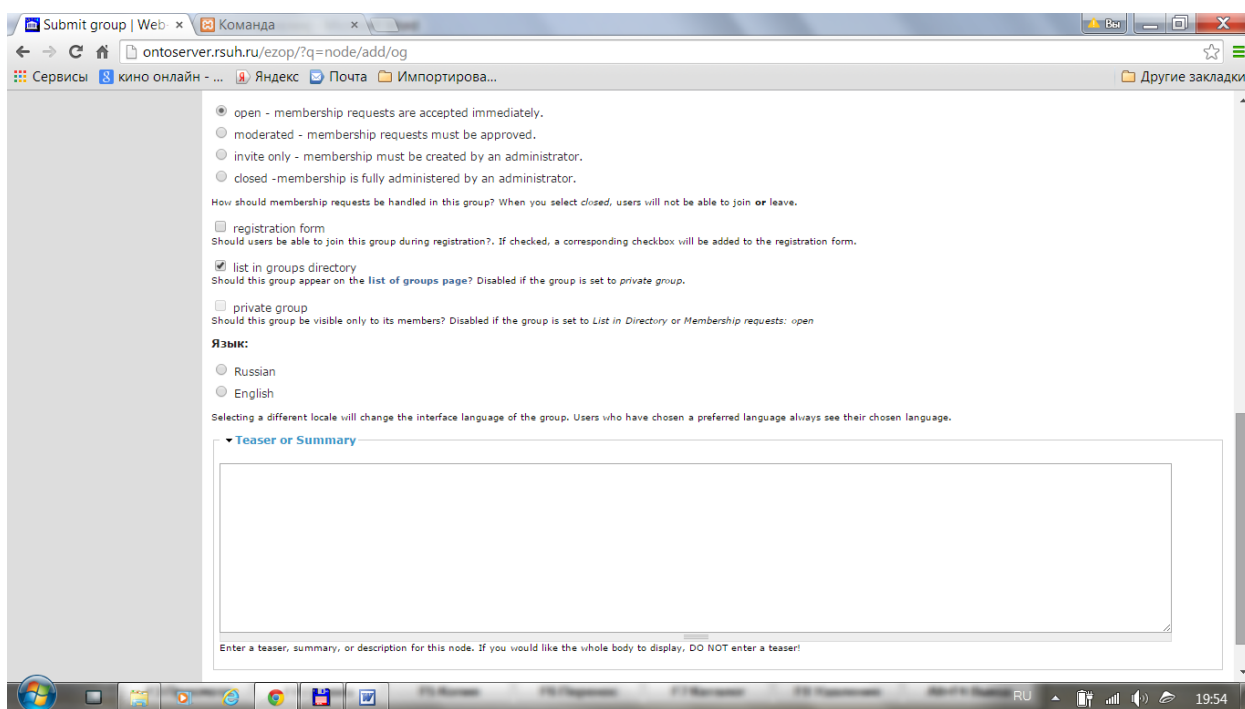 Submit group | Web-
Команда
Вы
ontoserver.rsuh.ru/ezop/?q=node/add/og
Сервисы
кино онлайн - ...
Яндекс
Почта
Импортирова...
Другие закладки
open - membership requests are accepted immediately.
moderated - membership requests must be approved.
invite only - membership must be created by an administrator.
closed -membership is fully administered by an administrator.
How should membership requests be handled in this group? When you select closed, users will not be able to join or leave.
registration form
Should users be able to join this group during registration?. If checked, a corresponding checkbox will be added to the registration form.
list in groups directory
Should this group appear on the list of groups page? Disabled if the group is set to private group.
private group
Should this group be visible only to its members? Disabled if the group is set to List in Directory or Membership requests: open
Язык:
Russian
English
Selecting a different locale will change the interface language of the group. Users who have chosen a preferred language always see their chosen language.
Teaser or Summary
Enter a teaser, summary, or description for this node. If you would like the whole body to display, DO NOT enter a teaser!
RU
19:54